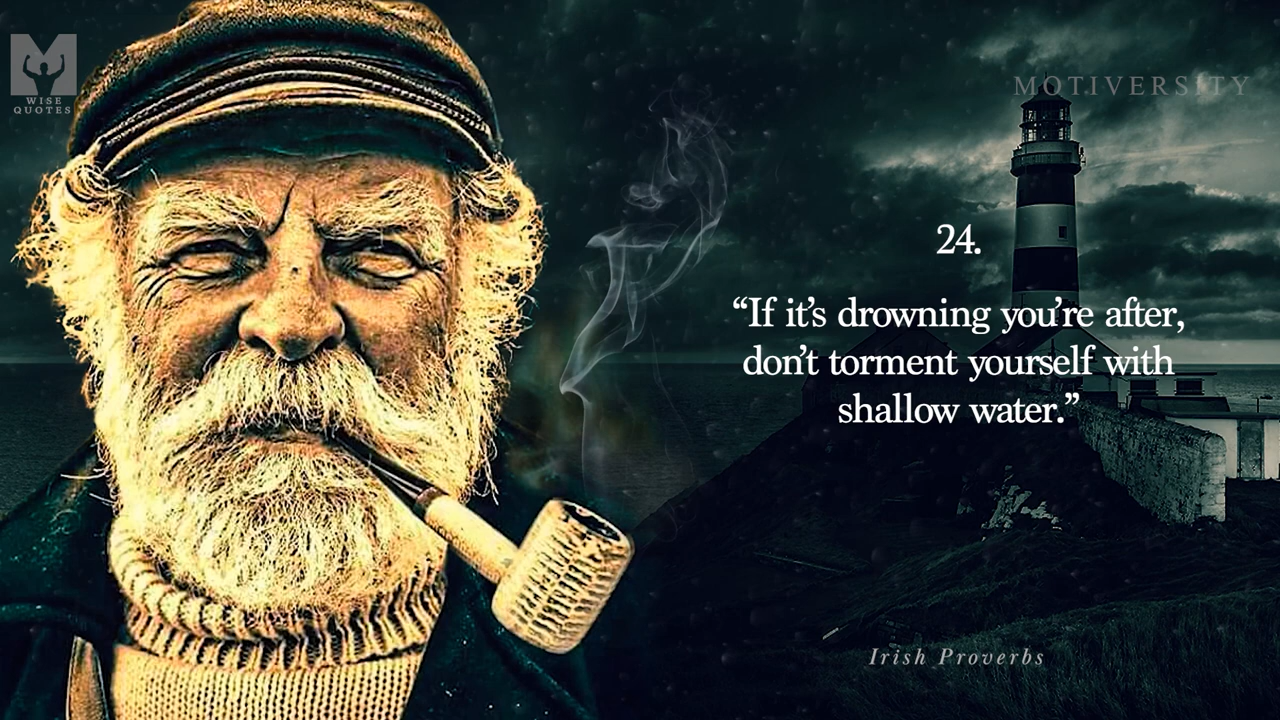 WISE
QUOTES
MOTIVERSITY
24.
“If it’s drowning you’re after,
don’t torment yourself with
shallow water.”
Irish Proverbs